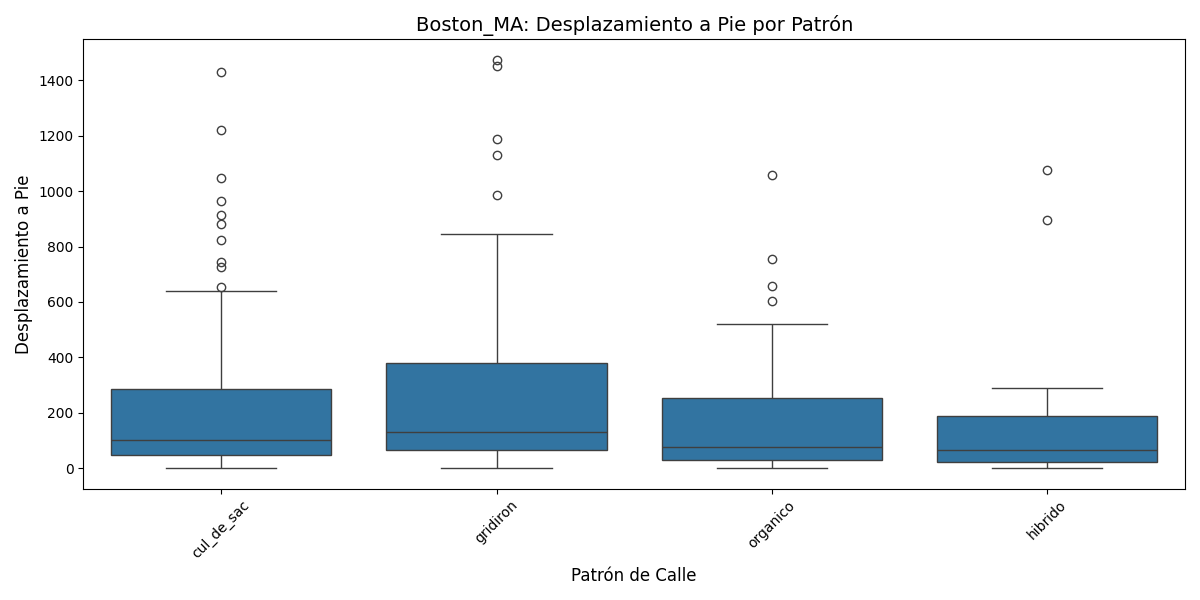 Boston_MA: Desplazamiento a Pie por Patrón
Desplazamiento a Pie
1400
1200
1000
800
600
400
200
0
cul_de_sac
gridiron
organico
hibrido
Patrón de Calle